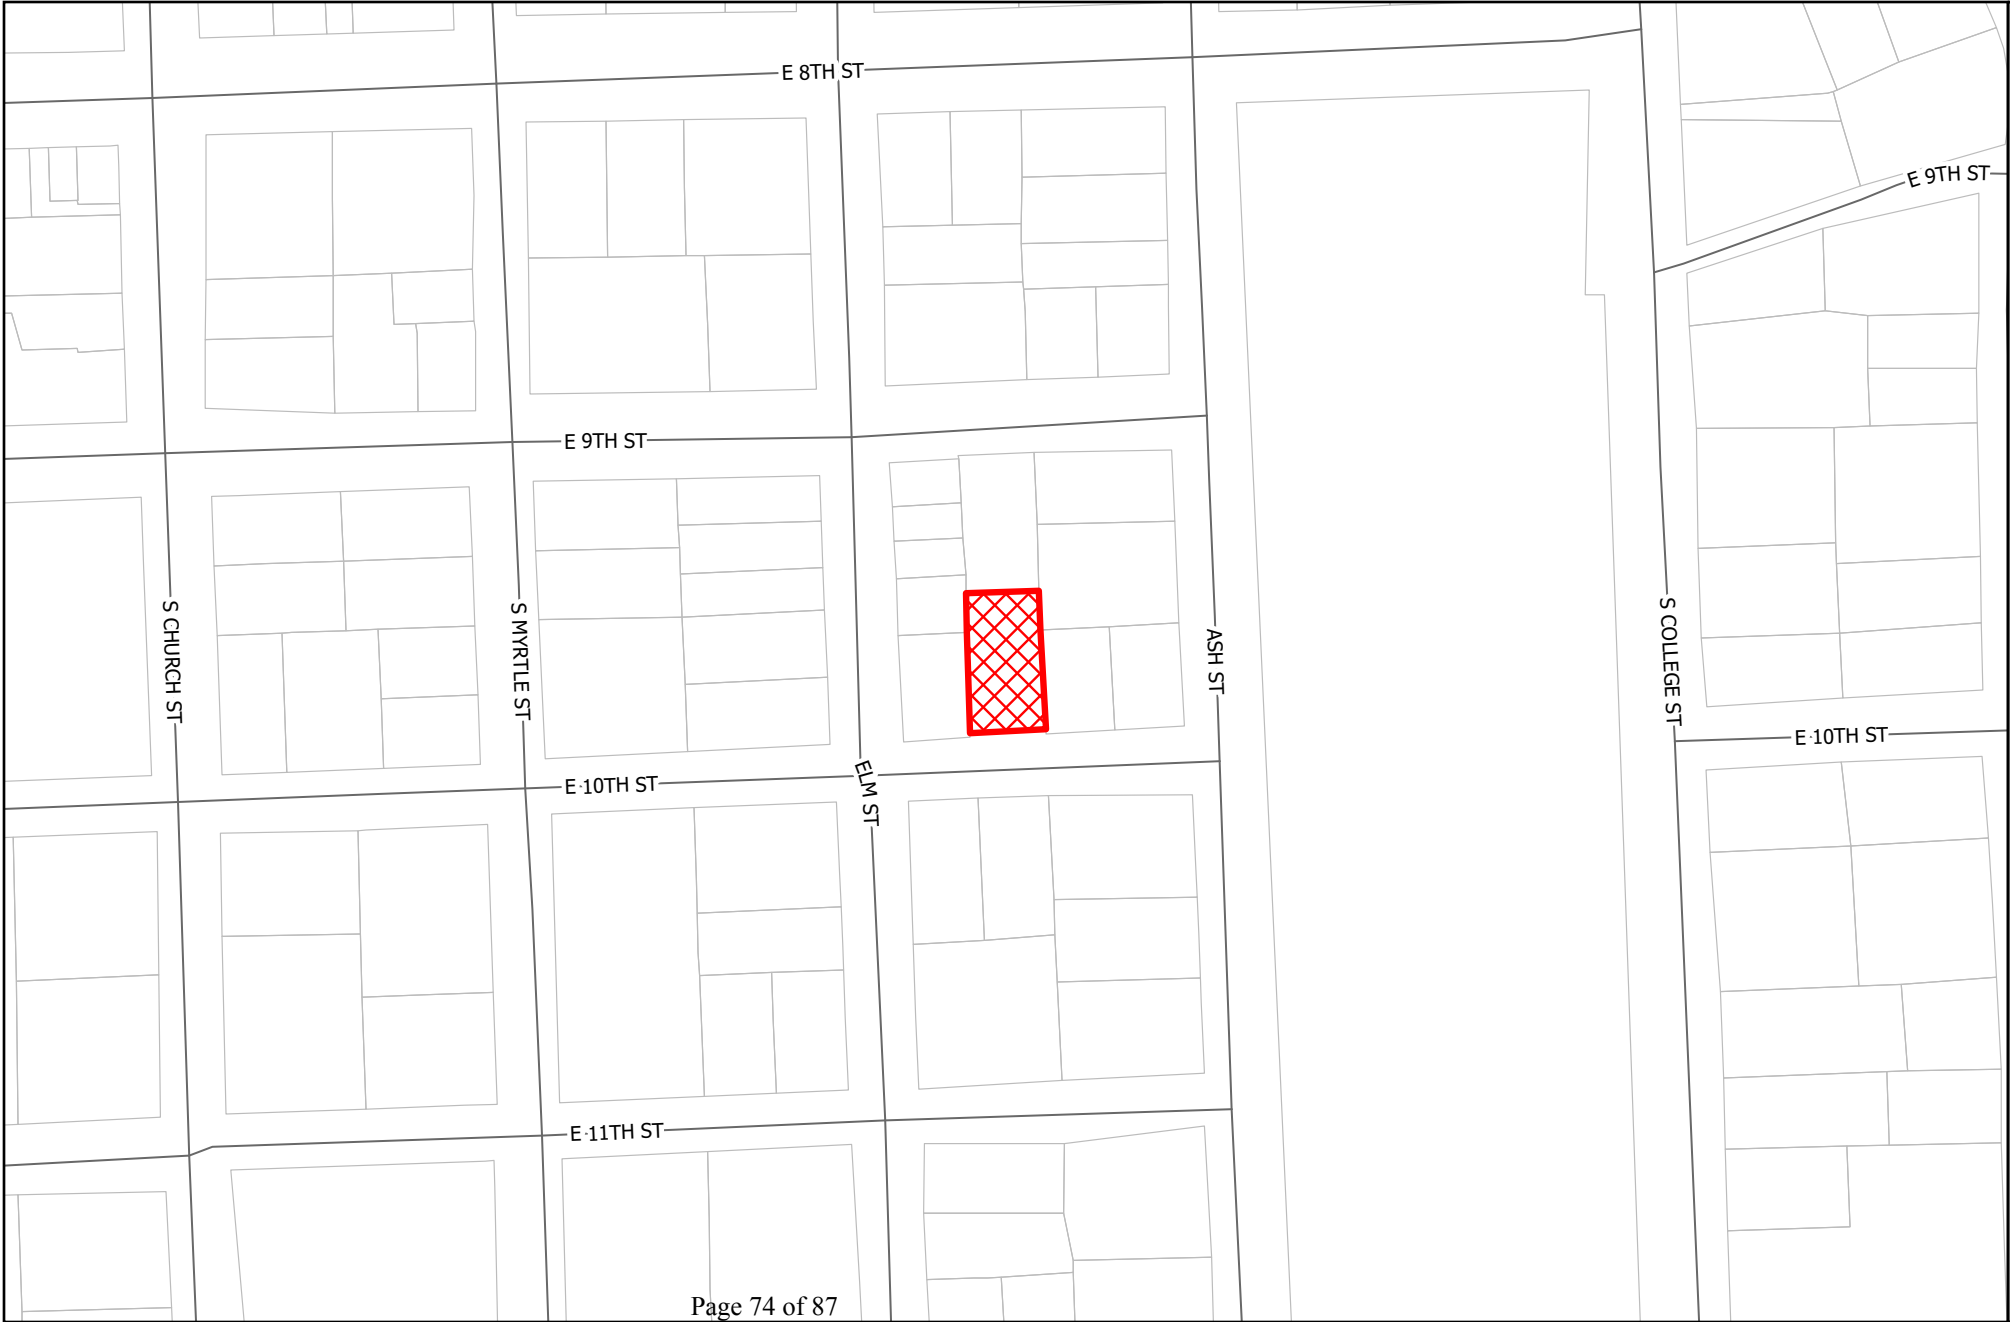 E 8TH ST
E 9TH ST
E 9TH ST
S CHURCH ST
S MYRTLE ST
ASH ST
S COLLEGE ST
E 10TH ST
E 10TH ST
ELM ST
E 11TH ST
Page 74 of 87